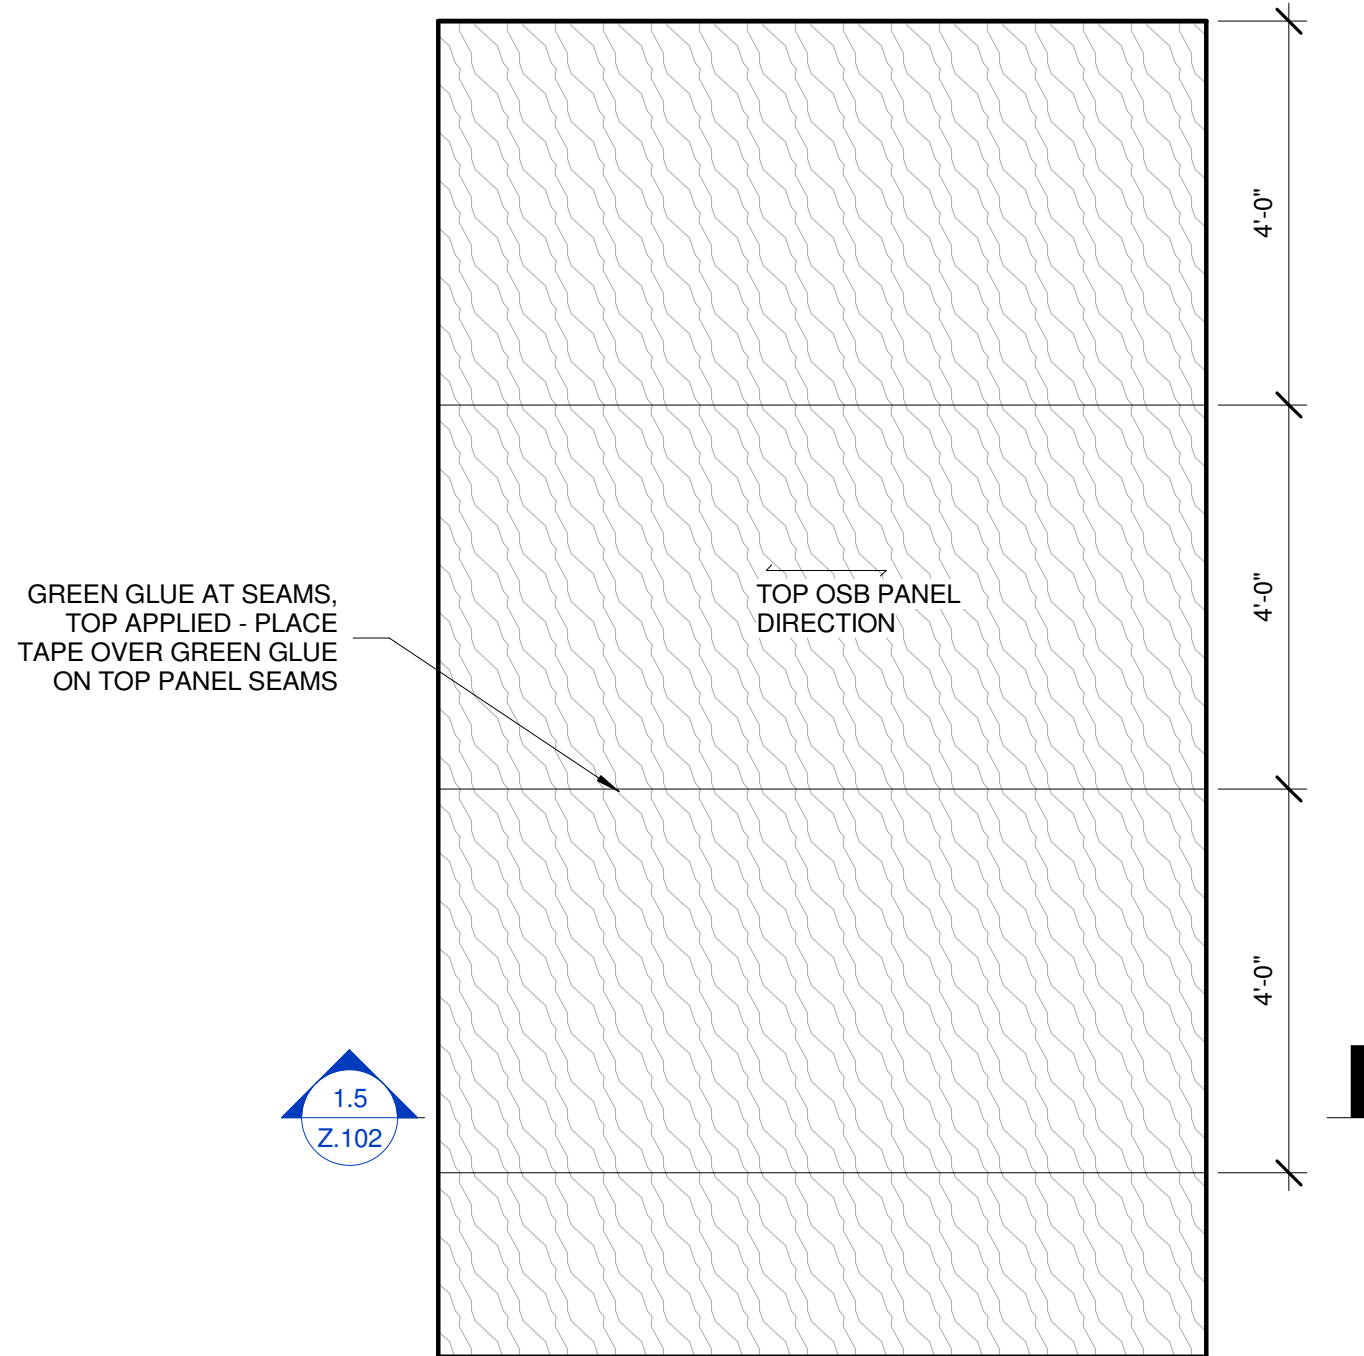 4'-0"
GREEN GLUE AT SEAMS,
TOP APPLIED - PLACE
TAPE OVER GREEN GLUE
ON TOP PANEL SEAMS
TOP OSB PANEL
DIRECTION
4'-0"
4'-0"
1.5
Z.102